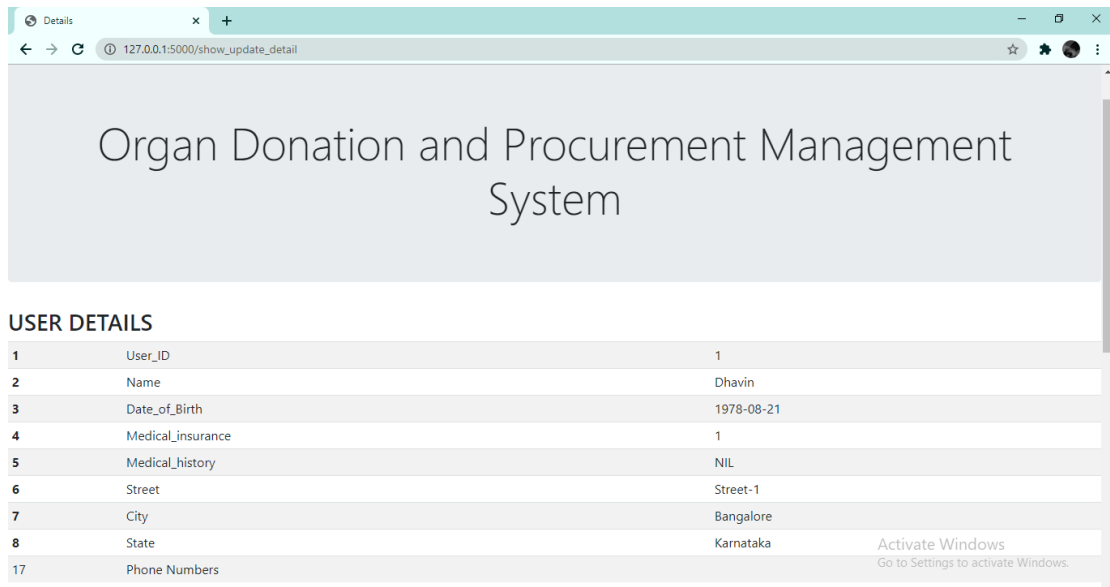 Details
127.0.0.1:5000/show_update_detail
Organ Donation and Procurement Management
System
USER DETAILS
1 User_ID 1
2 Name Dhavin
3 Date_of_Birth 1978-08-21
4 Medical_insurance 1
5 Medical_history NIL
6 Street Street-1
7 City Bangalore
8 State Karnataka
17 Phone Numbers
Activate Windows
Go to Settings to activate Windows.